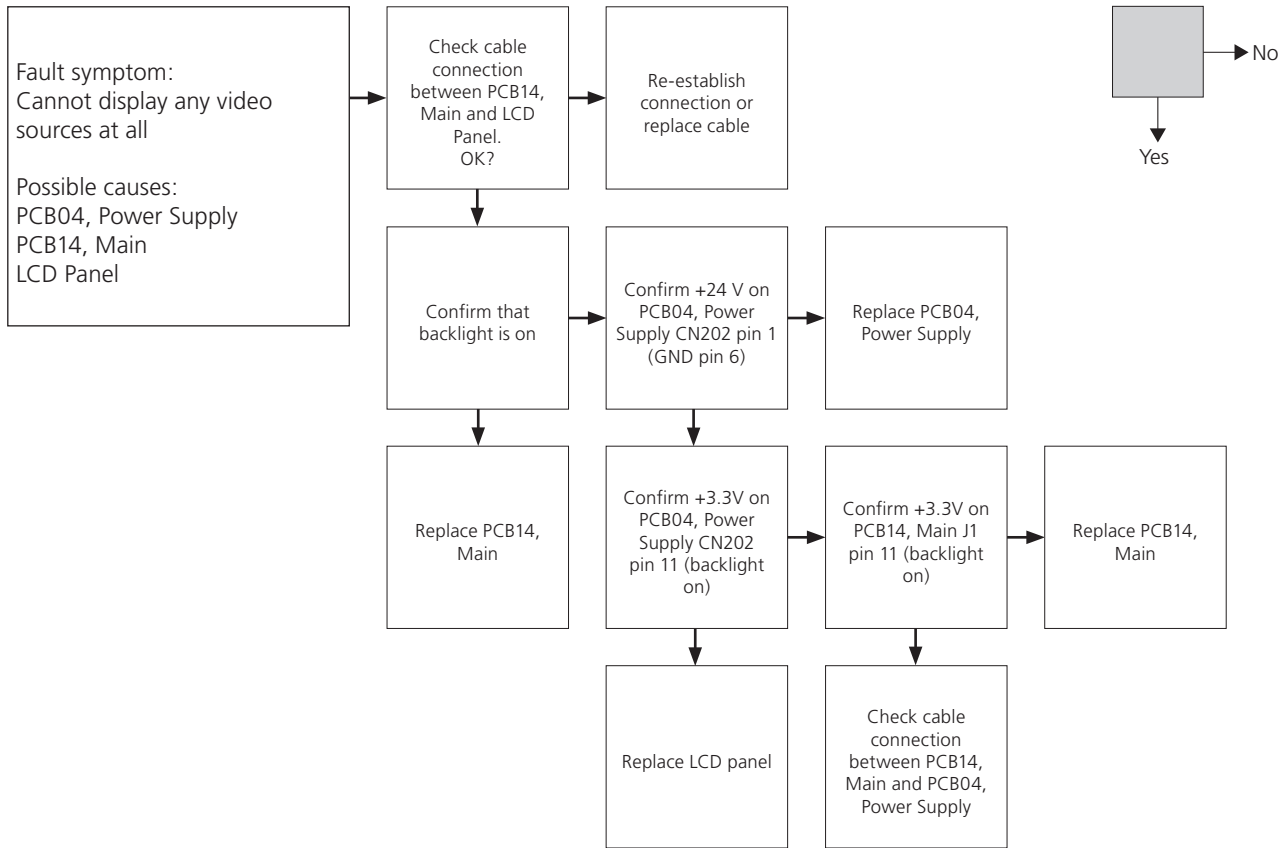 Fault symptom:
Cannot display any video
sources at all
Possible causes:
PCB04, Power Supply
PCB14, Main
LCD Panel
Check cable
connection
between PCB14,
Main and LCD
Panel.
OK?
Re-establish
connection or
replace cable
No
Yes
Confirm that
backlight is on
Confirm +24 V on
PCB04, Power
Supply CN202 pin 1
(GND pin 6)
Replace PCB04,
Power Supply
Replace PCB14,
Main
Confirm +3.3V on
PCB04, Power
Supply CN202
pin 11 (backlight
on)
Confirm +3.3V on
PCB14, Main J1
pin 11 (backlight
on)
Replace PCB14,
Main
Replace LCD panel
Check cable
connection
between PCB14,
Main and PCB04,
Power Supply